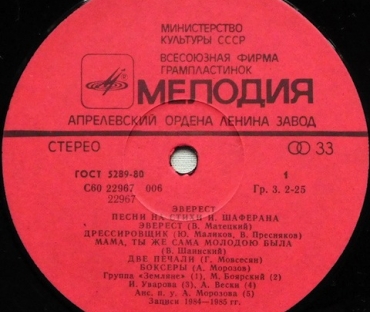 МИНИСТЕРСТВО
КУЛЬТУРЫ СССР
ВСЕСОЮЗНАЯ ФИРМА
ГРАМПЛАСТИНОК
МЕЛОДИЯ
АПРЕЛЕВСКИЙ ОРДЕНА ЛЕНИНА ЗАВОД
СТЕРЕО 33
ГОСТ 5289-80 1
С60 22967 006 Гр. 3. 2-25
22967
ЭВЕРЕСТ
ПЕСНИ НА СТИХИ И. ШАФЕРАНА
ЭВЕРЕСТ (В. Матецкий)
ДРЕССИРОВЩИК (Ю. Маликов, В. Пресняков)
МАМА, ТЫ ЖЕ САМА МОЛОДОЮ БЫЛА
(В. Шаинский)
ДВЕ ПЕЧАЛИ (Г. Мовсесян)
БОКСЕРЫ (А. Морозов)
Группа «Земляне» (1), М. Боярский (2)
И. Уварова (3), А. Вески (4)
Анс. п. у А. Морозова (5)
Записи 1984—1985 гг.